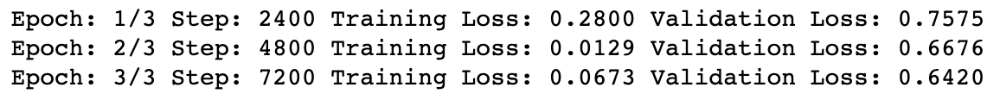 Epoch: 1/3 Step: 2400 Training Loss: 0.2800 Validation Loss: 0.7575
Epoch: 2/3 Step: 4800 Training Loss: 0.0129 Validation Loss: 0.6676
Epoch: 3/3 Step: 7200 Training Loss: 0.0673 Validation Loss: 0.6420